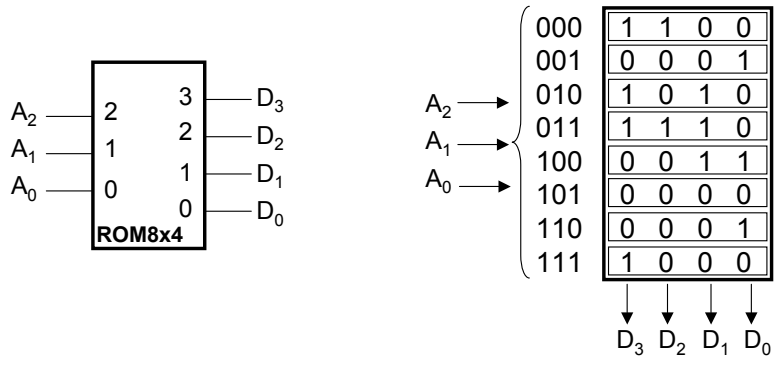 A2 2 3 D3
A1 1 2 D2
A0 0 1 D1
0 D0
ROM8x4
000 1 1 0 0
001 0 0 0 1
A2 010 1 0 1 0
A1 011 1 1 1 0
100 0 0 1 1
A0 101 0 0 0 0
110 0 0 0 1
111 1 0 0 0
D3 D2 D1 D0